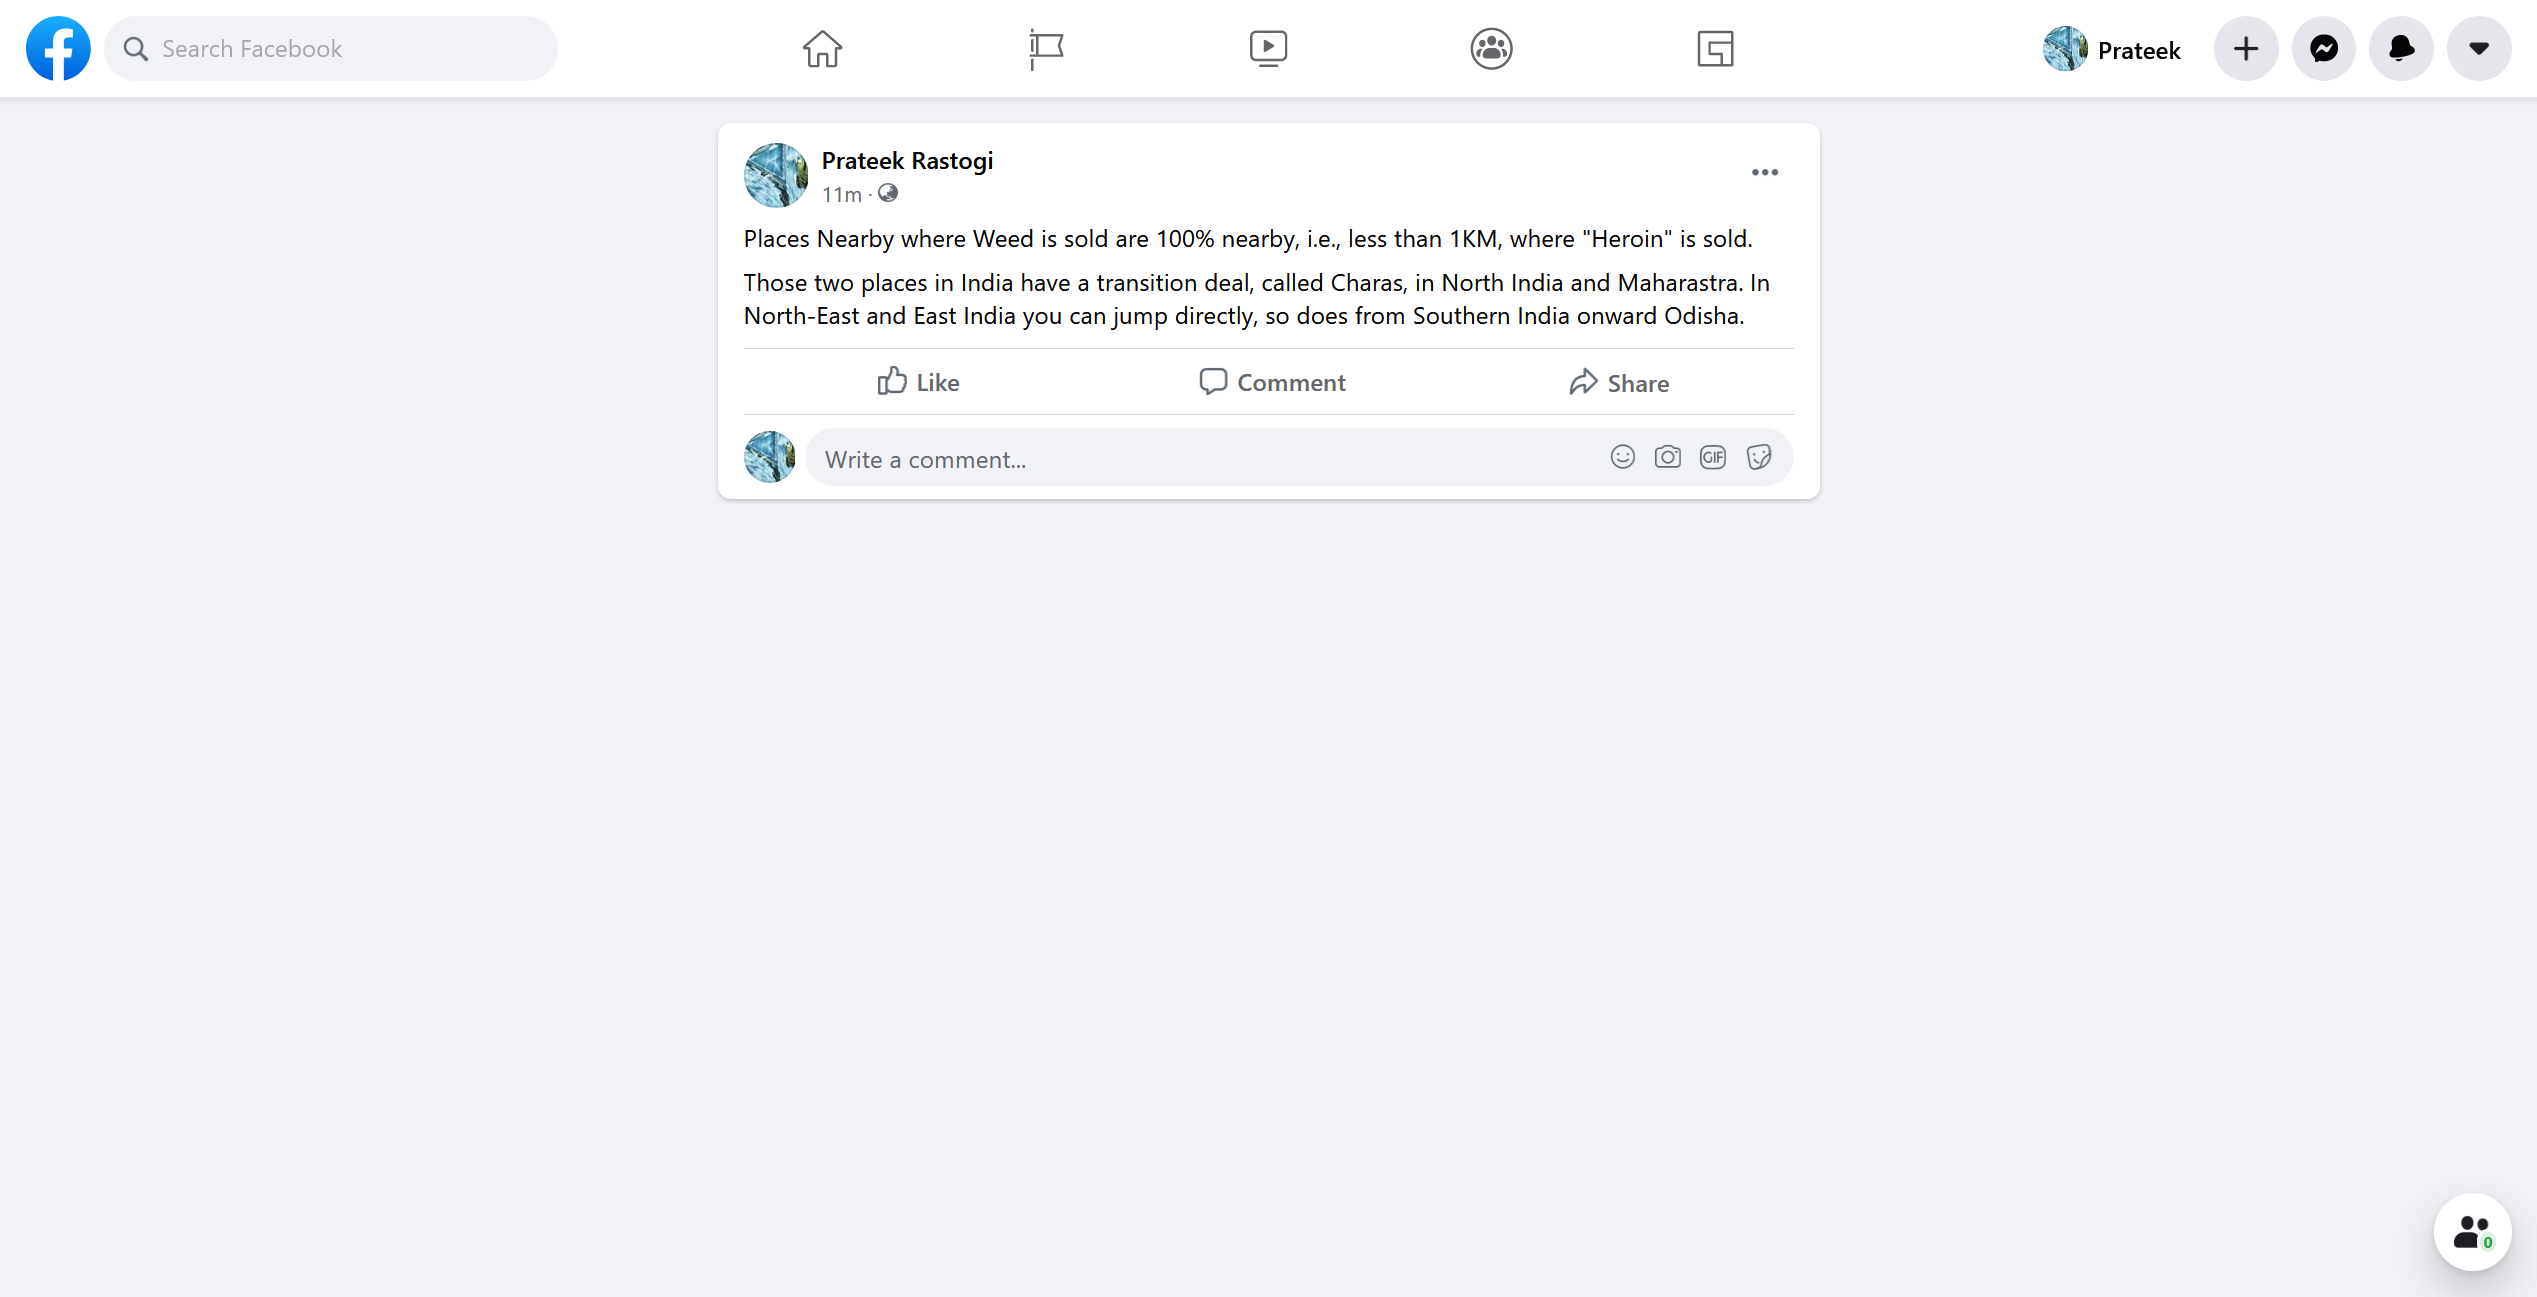 Search Facebook
Prateek
Prateek Rastogi
11m ·
Places Nearby where Weed is sold are 100% nearby, i.e., less than 1KM, where "Heroin" is sold.
Those two places in India have a transition deal, called Charas, in North India and Maharastra. In
North-East and East India you can jump directly, so does from Southern India onward Odisha.
Like
Comment
Share
Write a comment...
GIF
0